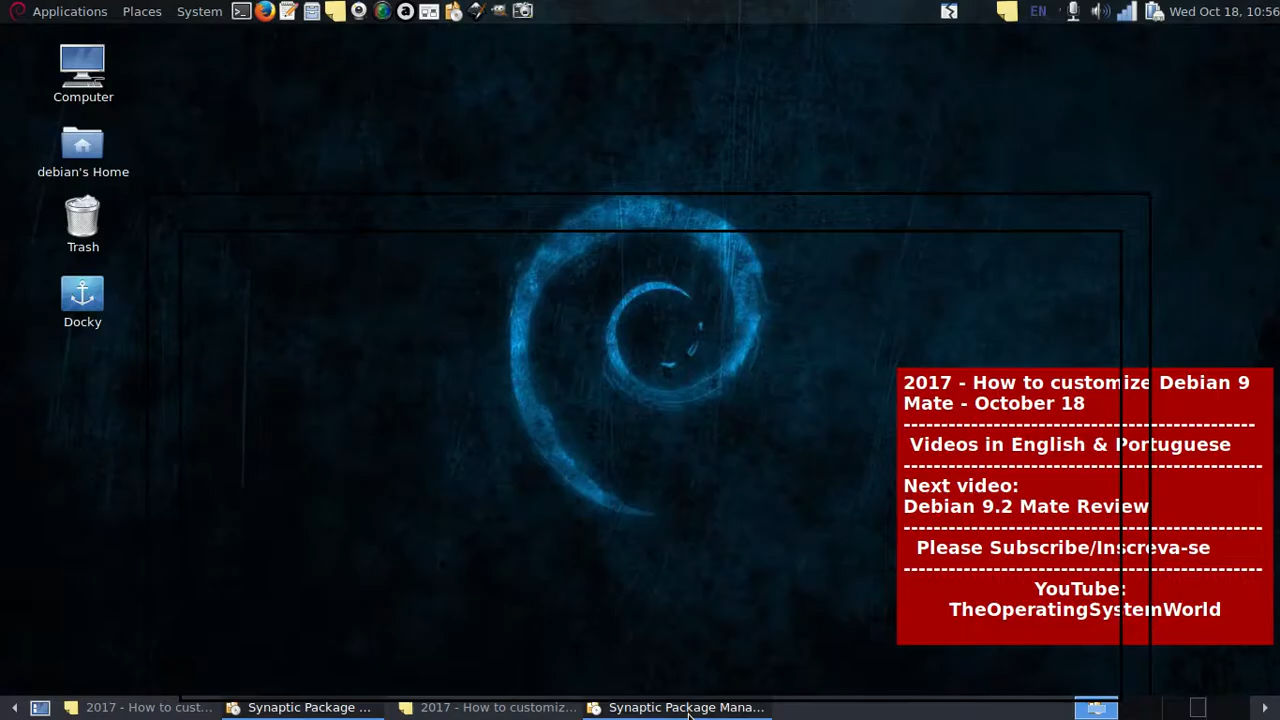 Applications Places System
EN Wed Oct 18, 10:56
Computer
debian's Home
Trash
Docky
2017 - How to customize Debian 9
Mate - October 18
-------------------------------------------
Videos in English & Portuguese
--------------------------------------------
Next video:
Debian 9.2 Mate Review
--------------------------------------------
Please Subscribe/Inscreva-se
--------------------------------------------
YouTube:
TheOperatingSystemWorld
2017 - How to cust... Synaptic Package ... 2017 - How to customiz... Synaptic Package Mana...